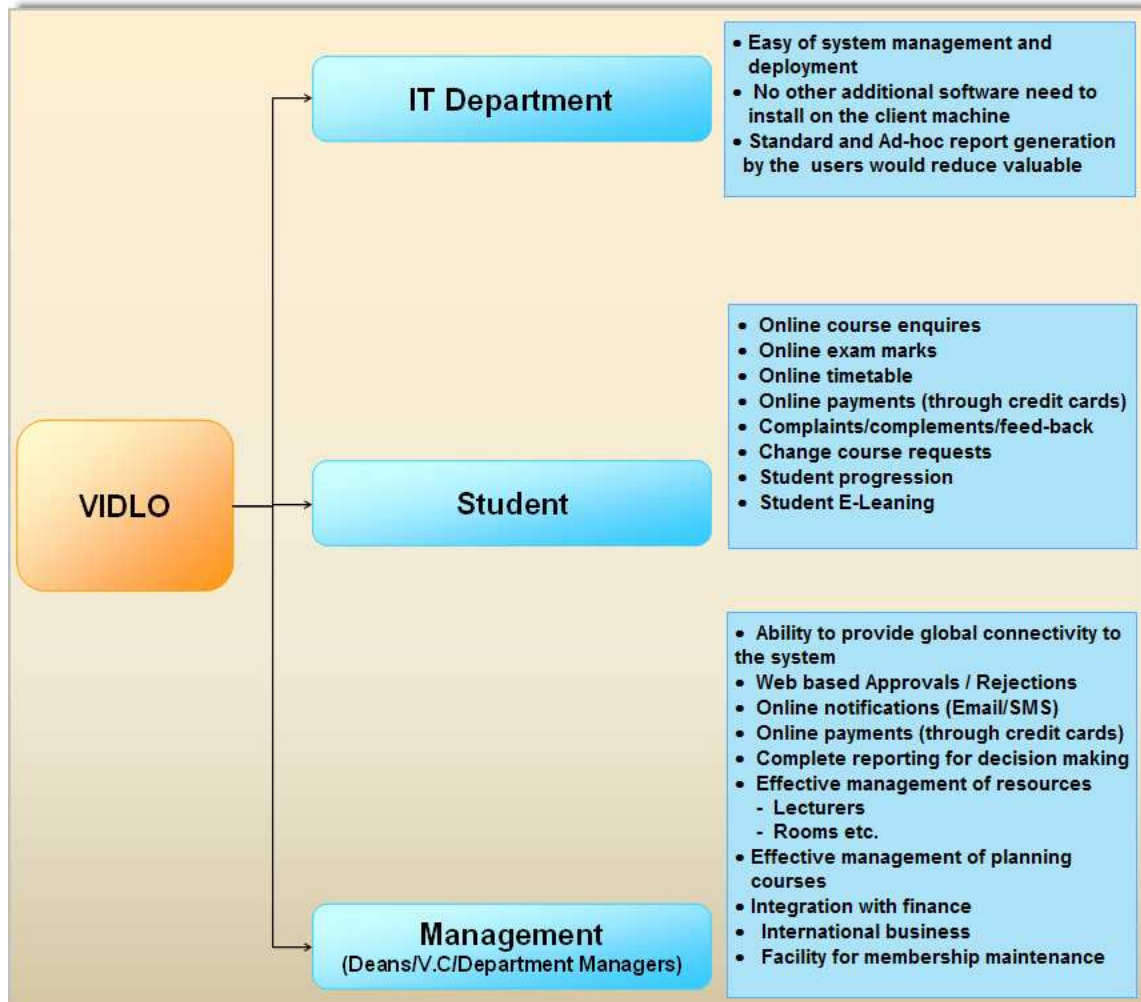 VIDLO
IT Department
• Easy of system management and
deployment
• No other additional software need to
install on the client machine
• Standard and Ad-hoc report generation
by the users would reduce valuable
Student
• Online course enquires
• Online exam marks
• Online timetable
• Online payments (through credit cards)
• Complaints/complements/feed-back
• Change course requests
• Student progression
• Student E-Leaning
Management
(Deans/V.C/Department Managers)
• Ability to provide global connectivity to
the system
• Web based Approvals / Rejections
• Online notifications (Email/SMS)
• Online payments (through credit cards)
• Complete reporting for decision making
• Effective management of resources
- Lecturers
- Rooms etc.
• Effective management of planning
courses
• Integration with finance
• International business
• Facility for membership maintenance